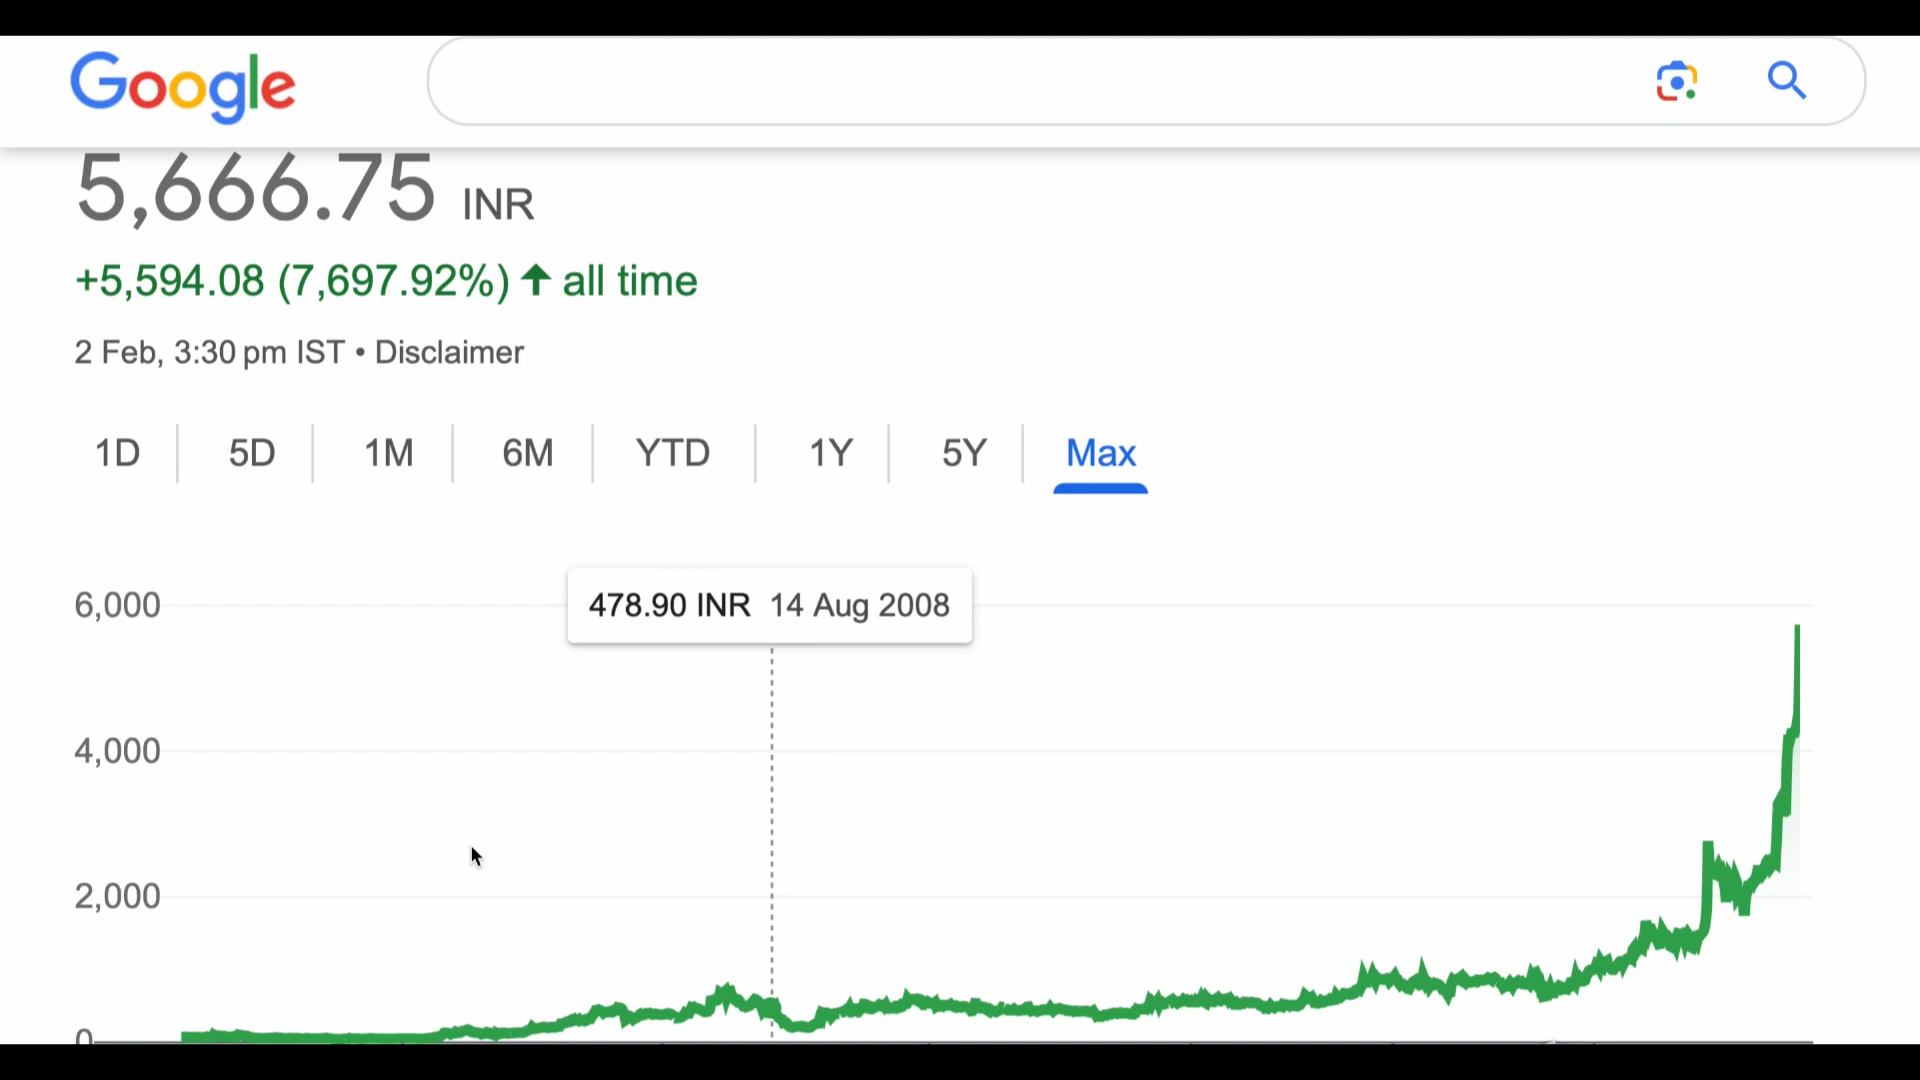 Google
5,666.75 INR
+5,594.08 (7,697.92%) ↑ all time
2 Feb, 3:30 pm IST • Disclaimer
1D 5D 1M 6M YTD 1Y 5Y Max
478.90 INR 14 Aug 2008
6,000
4,000
2,000
0